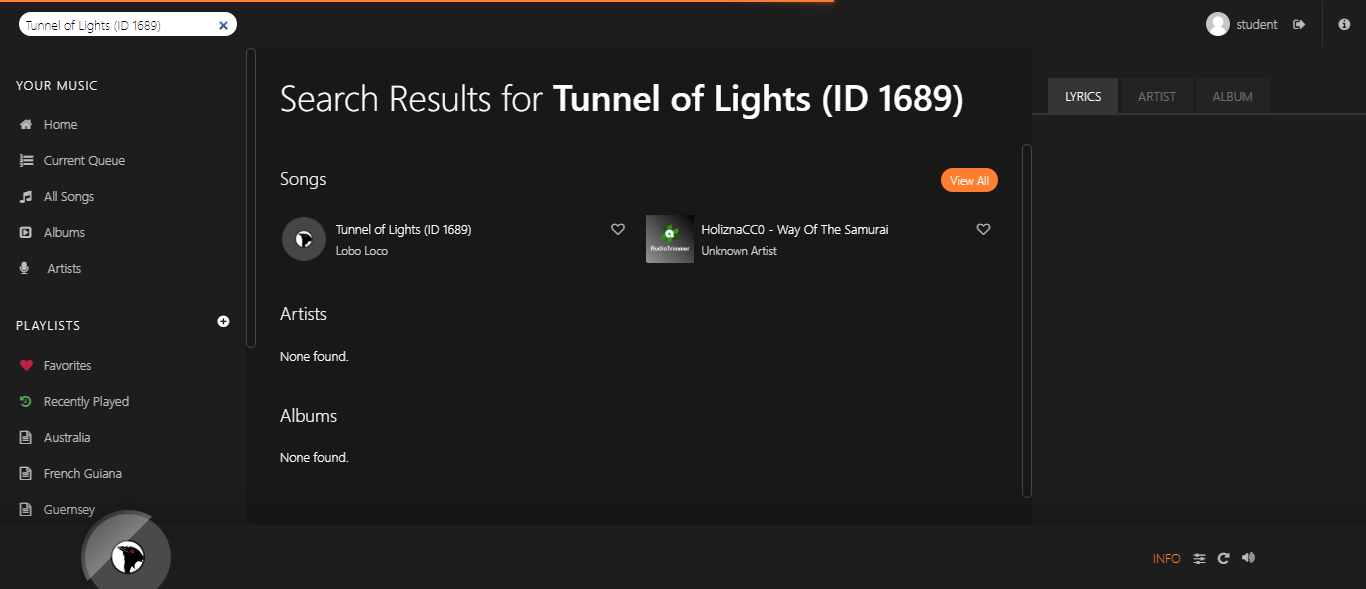 Tunnel of Lights (ID 1689)
student
YOUR MUSIC
Home
Current Queue
All Songs
Albums
Artists
PLAYLISTS
Favorites
Recently Played
Australia
French Guiana
Guernsey
Search Results for Tunnel of Lights (ID 1689)
Songs
View All
Tunnel of Lights (ID 1689)
Lobo Loco
AudioTrimmer
HoliznaCC0 - Way Of The Samurai
Unknown Artist
Artists
None found.
Albums
None found.
LYRICS
ARTIST
ALBUM
INFO